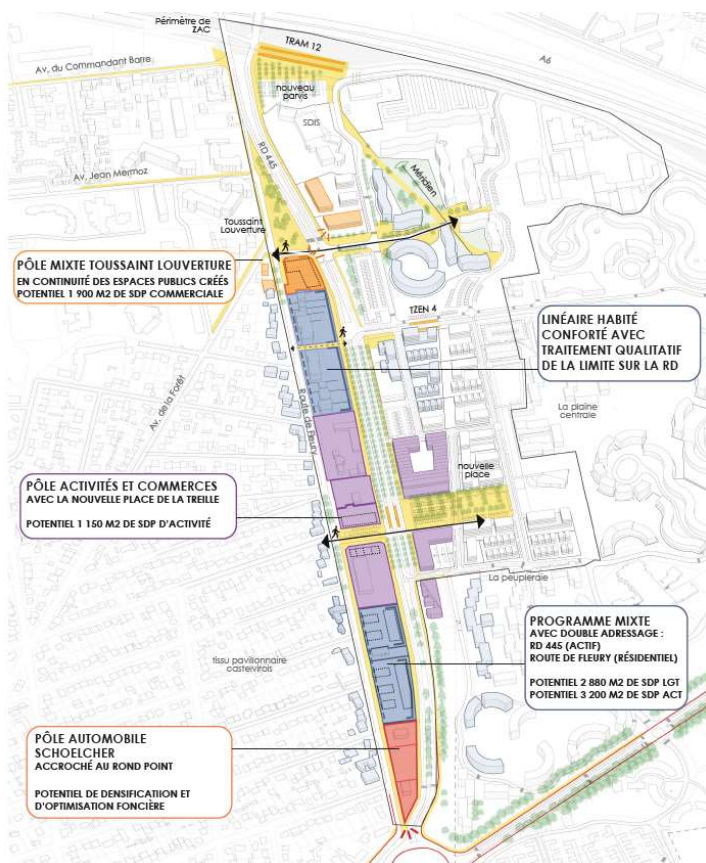 Périmètre de
ZAC
TRAM 12
A6
Av. du Commandant Barre
nouveau
parvis
SDIS
RD 445
Méridien
Av. Jean Mermoz
Toussaint
Louverture
PÔLE MIXTE TOUSSAINT LOUVERTURE
EN CONTINUITÉ DES ESPACES PUBLICS CRÉÉS
POTENTIEL 1 900 M2 DE SDP COMMERCIALE
TZEN 4
LINÉAIRE HABITÉ
CONFORTÉ AVEC
TRAITEMENT QUALITATIF
DE LA LIMITE SUR LA RD
Av. de la Forêt
Route de Fleury
La plaine
centrale
PÔLE ACTIVITÉS ET COMMERCES
AVEC LA NOUVELLE PLACE DE LA TREILLE
POTENTIEL 1 150 M2 DE SDP D'ACTIVITÉ
nouvelle
place
La peupleraie
tissu pavillonnaire
castelvirois
PROGRAMME MIXTE
AVEC DOUBLE ADRESSAGE :
RD 445 (ACTIF)
ROUTE DE FLEURY (RÉSIDENTIEL)
POTENTIEL 2 880 M2 DE SDP LGT
POTENTIEL 3 200 M2 DE SDP ACT
PÔLE AUTOMOBILE
SCHOELCHER
ACCROCHÉ AU ROND POINT
POTENTIEL DE DENSIFICAITION ET
D'OPTIMISATION FONCIÈRE